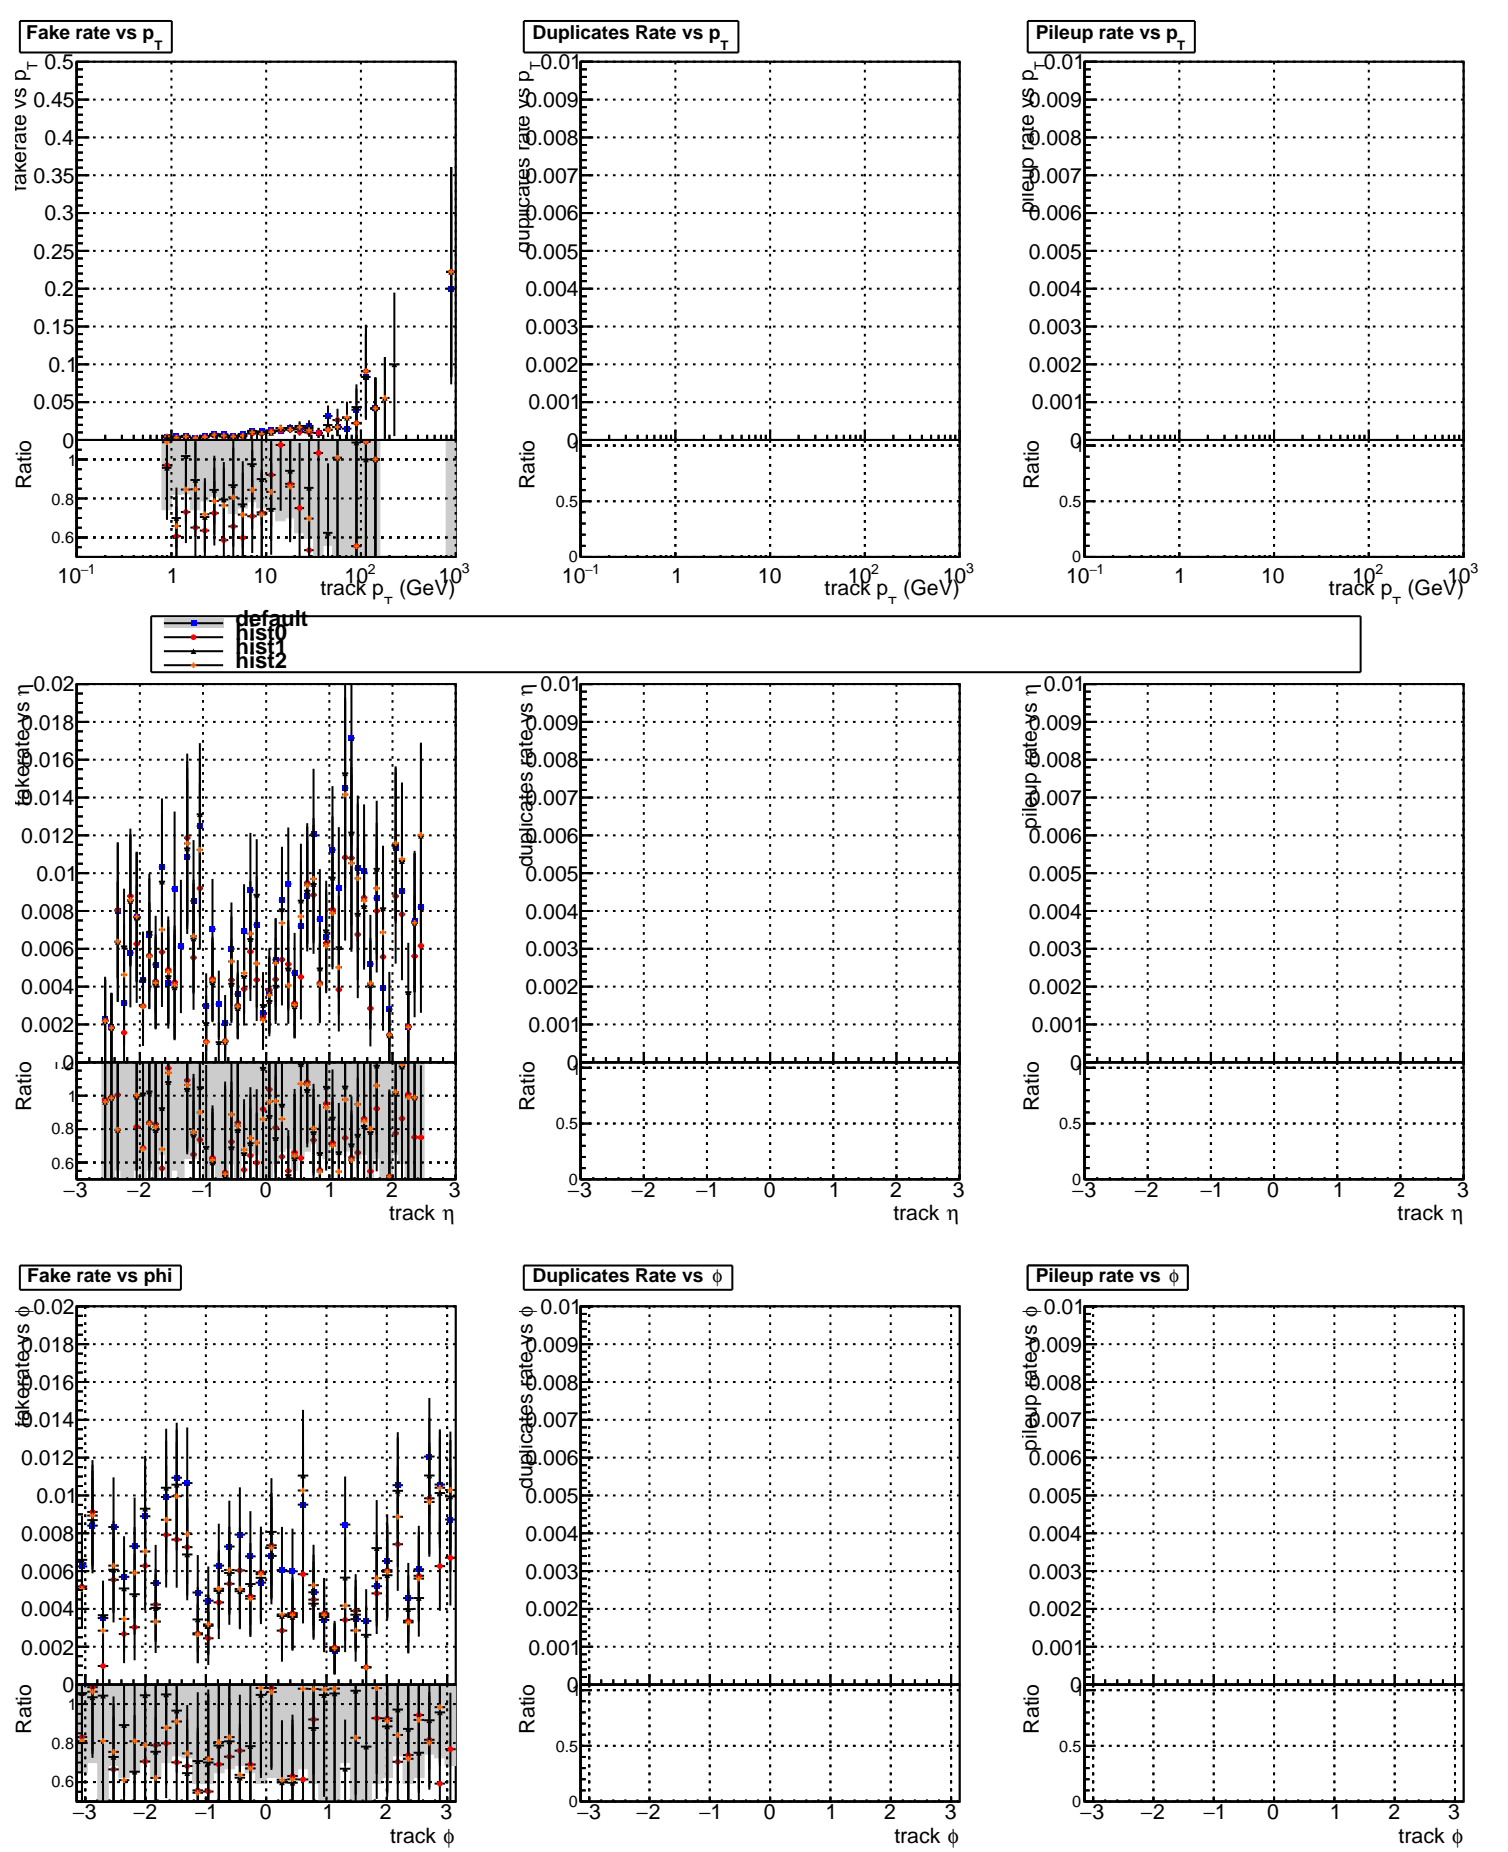 Fake rate vs p_T
Duplicates Rate vs p_T
Pileup rate vs p_T
fakerate vs p_T
0.5
0.45
0.4
0.35
0.3
0.25
0.2
0.15
0.1
0.05
0
Ratio
1
0.8
0.6
10^−1 1 10 10^2 10^3
track p_T (GeV)
duplicates rate vs p_T
0.01
0.009
0.008
0.007
0.006
0.005
0.004
0.003
0.002
0.001
0
Ratio
0.5
0
10^−1 1 10 10^2 10^3
track p_T (GeV)
pileup rate vs p_T
0.01
0.009
0.008
0.007
0.006
0.005
0.004
0.003
0.002
0.001
0
Ratio
0.5
0
10^−1 1 10 10^2 10^3
track p_T (GeV)
default
hist0
hist1
hist2
fakerate vs η
0.02
0.018
0.016
0.014
0.012
0.01
0.008
0.006
0.004
0.002
0
Ratio
1
0.8
0.6
−3 −2 −1 0 1 2 3
track η
duplicates rate vs η
0.01
0.009
0.008
0.007
0.006
0.005
0.004
0.003
0.002
0.001
0
Ratio
0.5
0
−3 −2 −1 0 1 2 3
track η
pileup rate vs η
0.01
0.009
0.008
0.007
0.006
0.005
0.004
0.003
0.002
0.001
0
Ratio
0.5
0
−3 −2 −1 0 1 2 3
track η
Fake rate vs phi
Duplicates Rate vs φ
Pileup rate vs φ
fakerate vs φ
0.02
0.018
0.016
0.014
0.012
0.01
0.008
0.006
0.004
0.002
0
Ratio
1
0.8
0.6
−3 −2 −1 0 1 2 3
track φ
duplicates rate vs φ
0.01
0.009
0.008
0.007
0.006
0.005
0.004
0.003
0.002
0.001
0
Ratio
0.5
0
−3 −2 −1 0 1 2 3
track φ
pileup rate vs φ
0.01
0.009
0.008
0.007
0.006
0.005
0.004
0.003
0.002
0.001
0
Ratio
0.5
0
−3 −2 −1 0 1 2 3
track φ